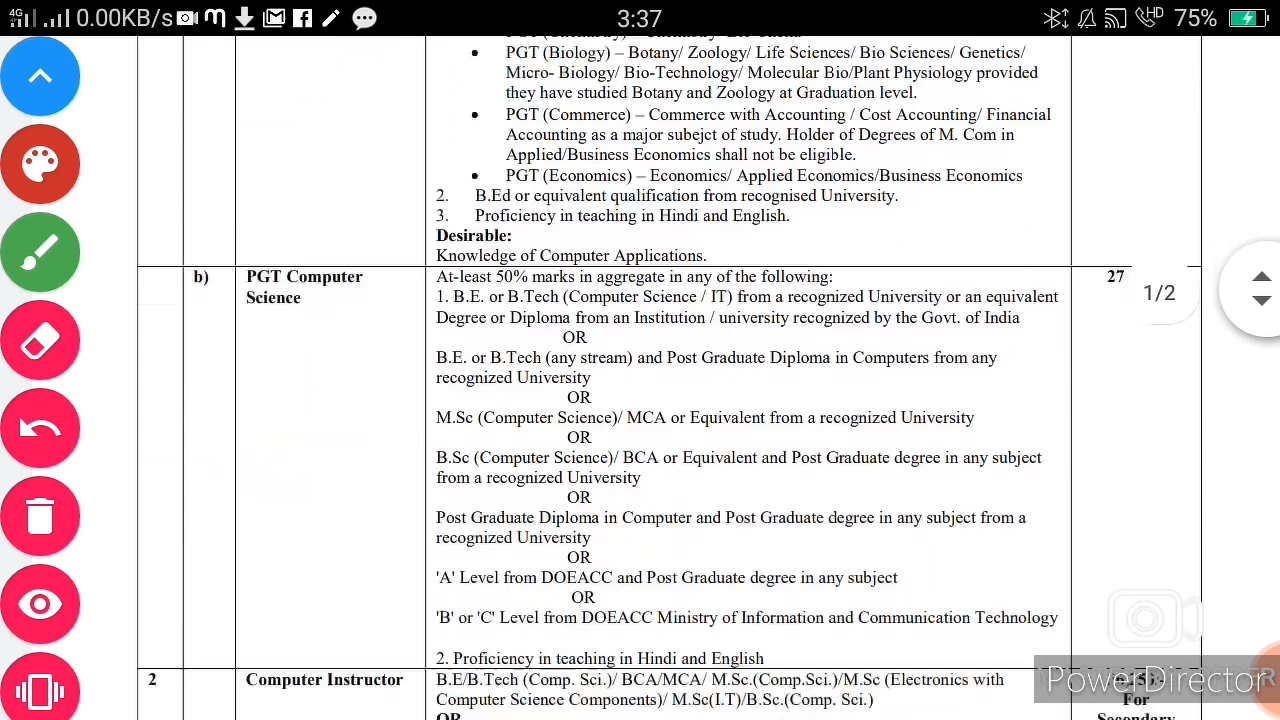 4G 0.00KB/s 3:37 HD 75%
PGT (Biology) – Botany/ Zoology/ Life Sciences/ Bio Sciences/ Genetics/
Micro- Biology/ Bio-Technology/ Molecular Bio/Plant Physiology provided
they have studied Botany and Zoology at Graduation level.
PGT (Commerce) – Commerce with Accounting / Cost Accounting/ Financial
Accounting as a major subejct of study. Holder of Degrees of M. Com in
Applied/Business Economics shall not be eligible.
PGT (Economics) – Economics/ Applied Economics/Business Economics
2. B.Ed or equivalent qualification from recognised University.
3. Proficiency in teaching in Hindi and English.
Desirable:
Knowledge of Computer Applications.
b) PGT Computer
Science
At-least 50% marks in aggregate in any of the following:
1. B.E. or B.Tech (Computer Science / IT) from a recognized University or an equivalent
Degree or Diploma from an Institution / university recognized by the Govt. of India
OR
B.E. or B.Tech (any stream) and Post Graduate Diploma in Computers from any
recognized University
OR
M.Sc (Computer Science)/ MCA or Equivalent from a recognized University
OR
B.Sc (Computer Science)/ BCA or Equivalent and Post Graduate degree in any subject
from a recognized University
OR
Post Graduate Diploma in Computer and Post Graduate degree in any subject from a
recognized University
OR
'A' Level from DOEACC and Post Graduate degree in any subject
OR
'B' or 'C' Level from DOEACC Ministry of Information and Communication Technology
2. Proficiency in teaching in Hindi and English
27
1/2
2 Computer Instructor
B.E/B.Tech (Comp. Sci.)/ BCA/MCA/ M.Sc.(Comp.Sci.)/M.Sc (Electronics with
Computer Science Components)/ M.Sc(I.T)/B.Sc.(Comp. Sci.)
OR
For
Secondary
PowerDirector